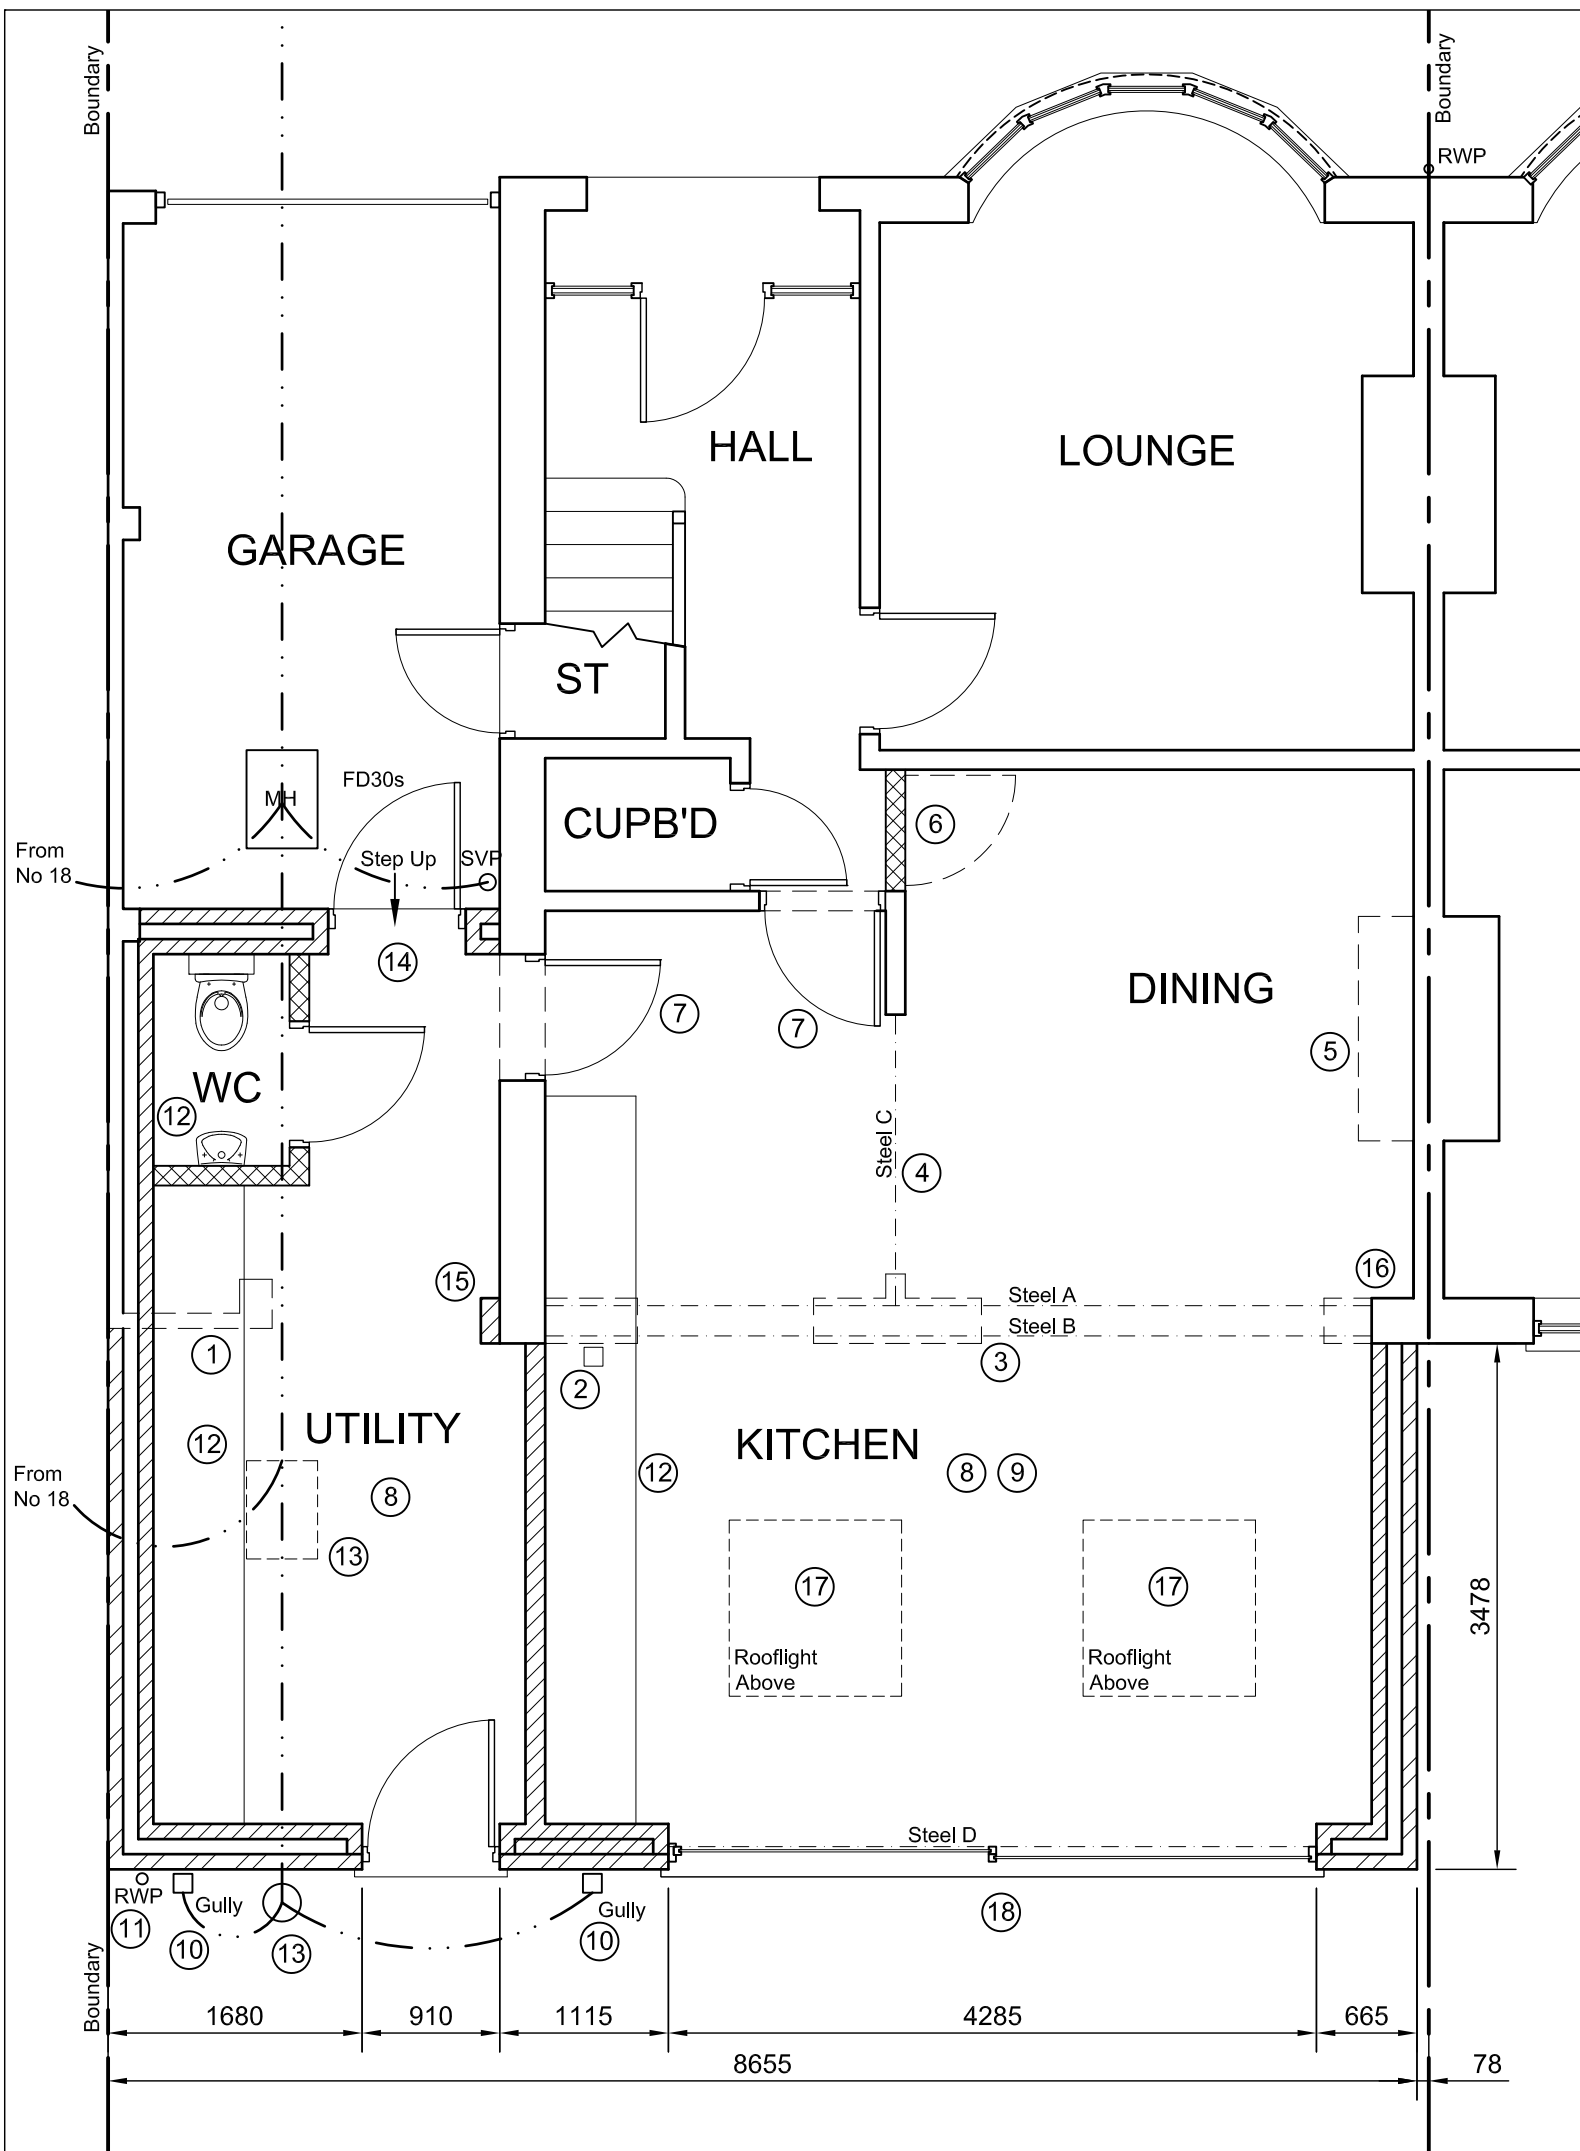 Boundary
Boundary
RWP
HALL
LOUNGE
GARAGE
ST
FD30s
MH
CUPB'D
6
From
No 18
Step Up
SVP
14
DINING
7
7
5
WC
12
Steel C
4
15
16
Steel A
Steel B
1
2
3
UTILITY
KITCHEN
12
12
8
9
From
No 18
8
13
17
17
3478
Rooflight
Above
Rooflight
Above
Steel D
RWP
Gully
Gully
11
10
13
10
18
Boundary
1680
910
1115
4285
665
8655
78